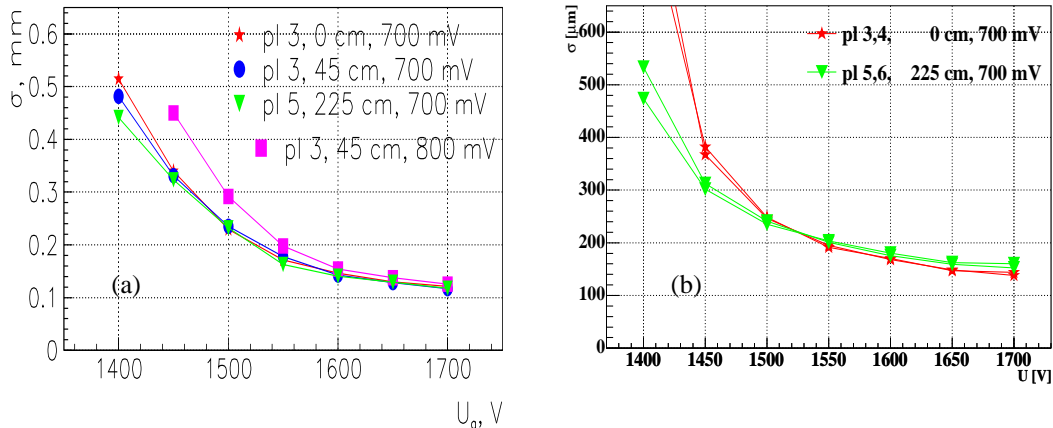 σ, mm
0.6
0.5
0.4
0.3
0.2
0.1
0
pl 3, 0 cm, 700 mV
pl 3, 45 cm, 700 mV
pl 5, 225 cm, 700 mV
pl 3, 45 cm, 800 mV
(a)
1400 1500 1600 1700
Ua, V
σ [μm]
600
500
400
300
200
100
0
pl 3,4, 0 cm, 700 mV
pl 5,6, 225 cm, 700 mV
(b)
1400 1450 1500 1550 1600 1650 1700
U [V]